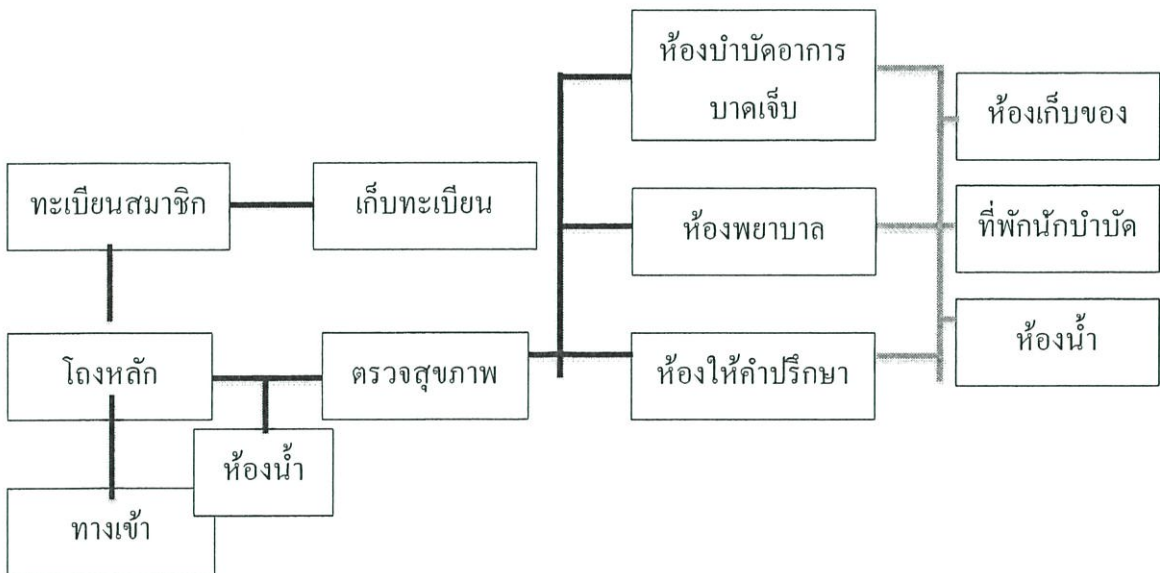 ห้องบำบัดอาการ
บาดเจ็บ
ห้องเก็บของ
ทะเบียนสมาชิก
เก็บทะเบียน
ห้องพยาบาล
ที่พักนักบำบัด
โถงหลัก
ตรวจสุขภาพ
ห้องให้คำปรึกษา
ห้องน้ำ
ห้องน้ำ
ทางเข้า